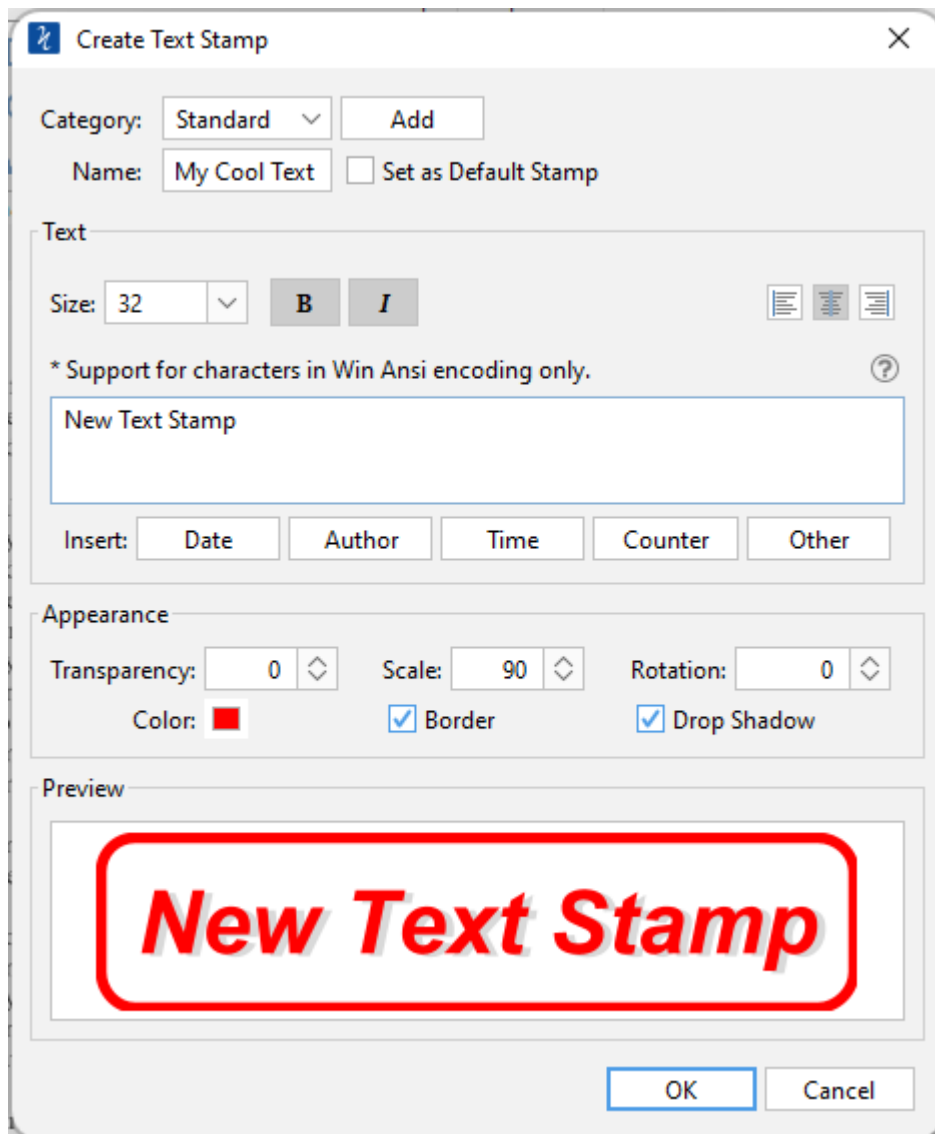 Create Text Stamp
Category: Standard Add
Name: My Cool Text Set as Default Stamp
Text
Size: 32 B I
* Support for characters in Win Ansi encoding only. ?
New Text Stamp
Insert: Date Author Time Counter Other
Appearance
Transparency: 0 Scale: 90 Rotation: 0
Color: Border Drop Shadow
Preview
New Text Stamp
OK Cancel